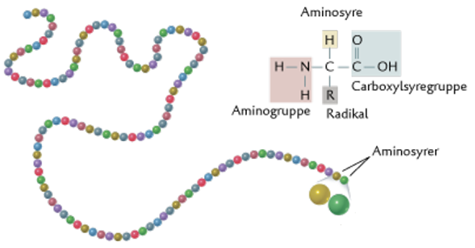 Aminosyre
H O
H – N – C – C – OH
H R
Carboxylsyregruppe
Aminogruppe
Radikal
Aminosyrer